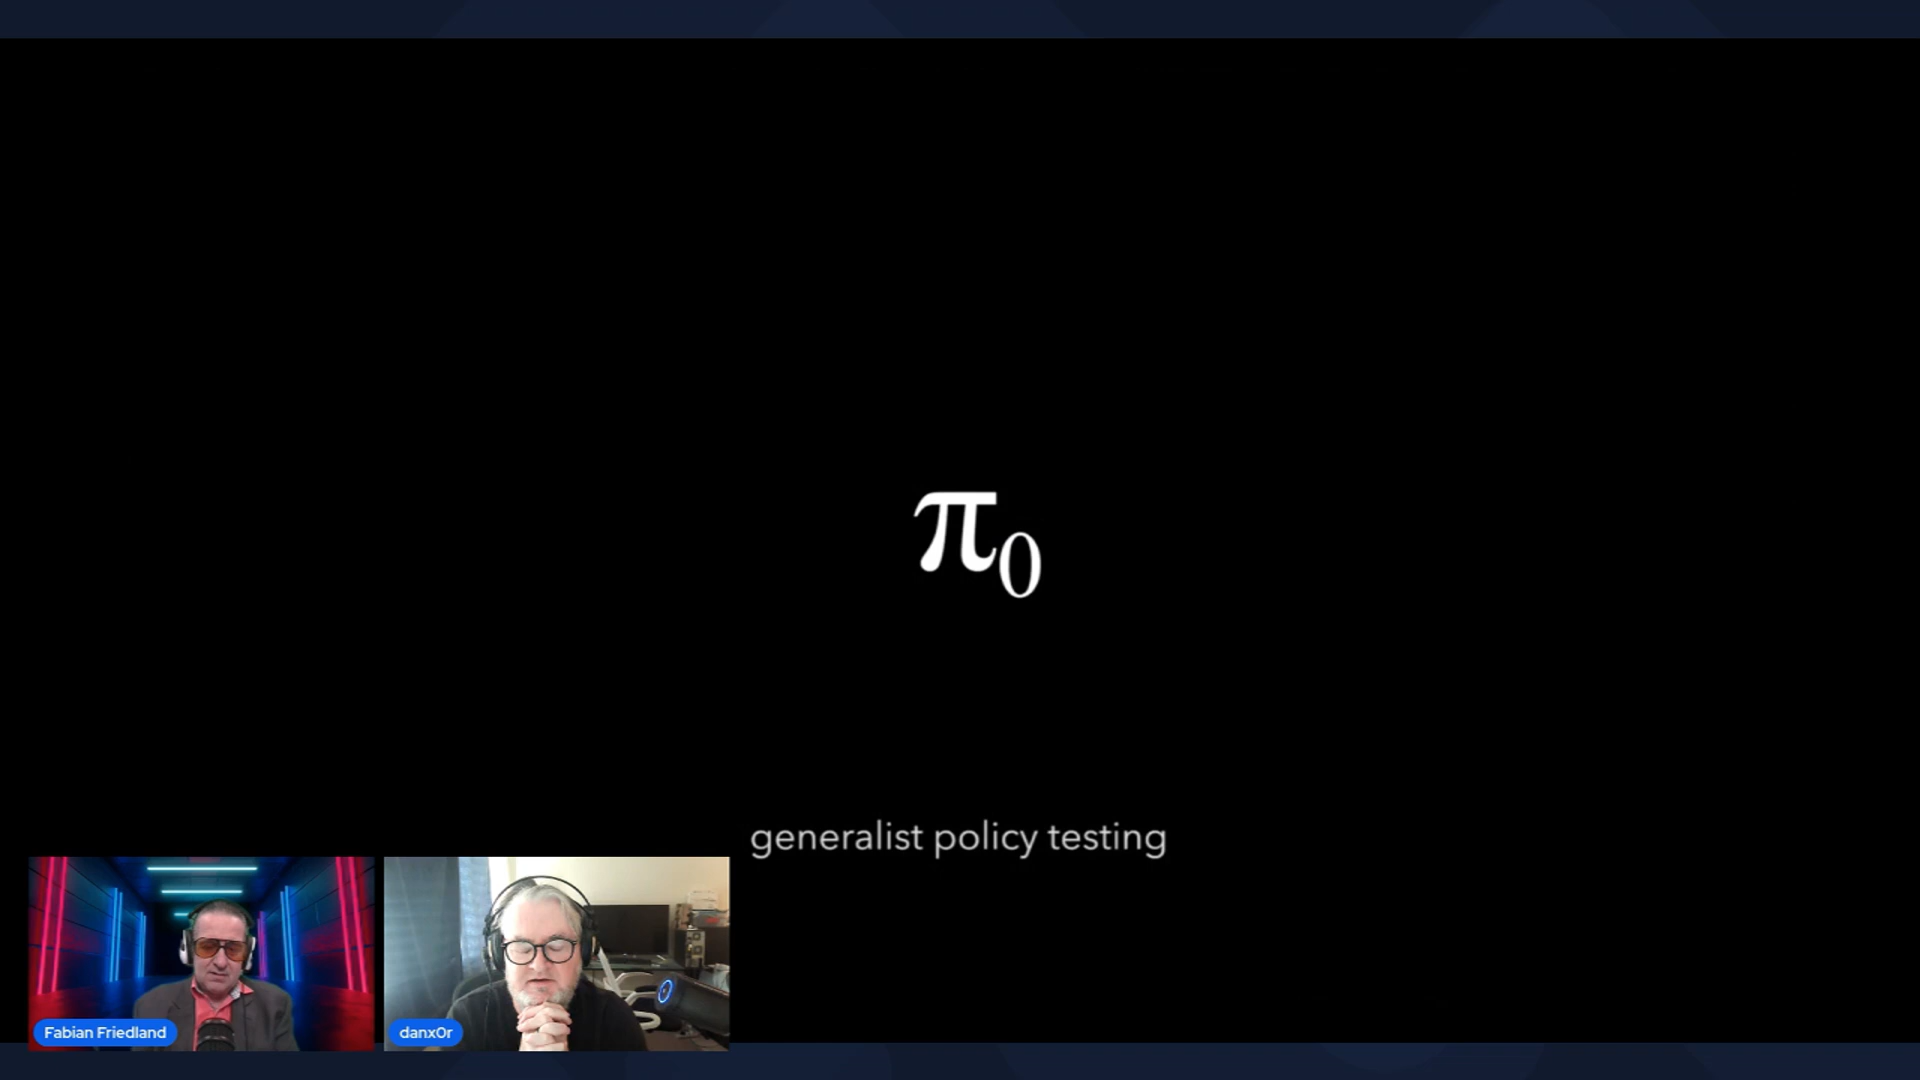 π₀
generalist policy testing
Fabian Friedland
danx0r